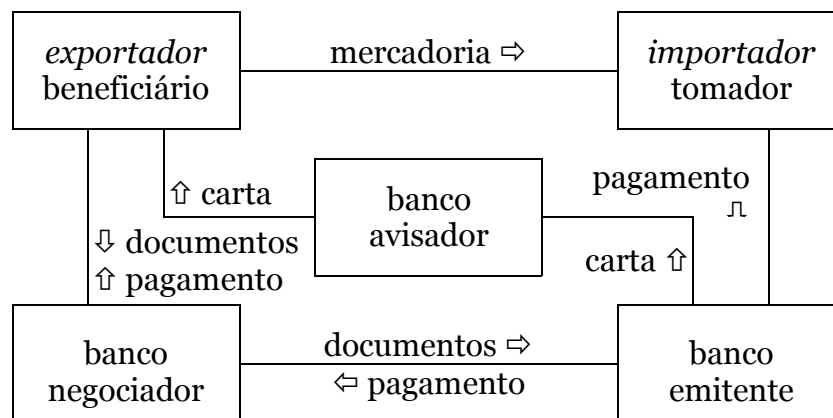 exportador
beneficiário
mercadoria ⇨
importador
tomador
⇧ carta
banco
avisador
pagamento
⇩ documentos
⇧ pagamento
carta ⇧
banco
negociador
documentos ⇨
⇦ pagamento
banco
emitente